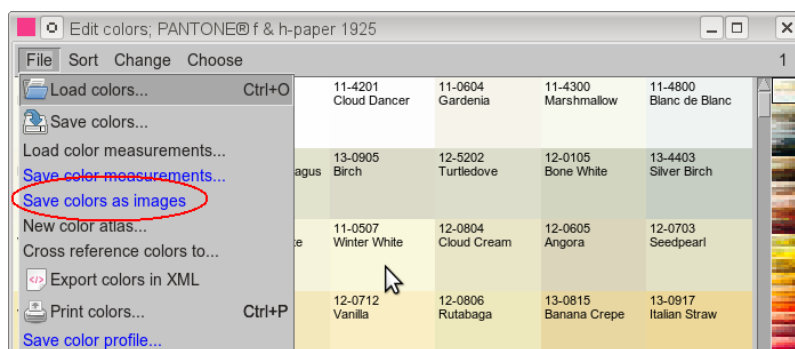 Edit colors; PANTONE® f & h-paper 1925
File Sort Change Choose 1
Load colors... Ctrl+O
Save colors...
Load color measurements...
Save color measurements...
Save colors as images
New color atlas...
Cross reference colors to...
Export colors in XML
Print colors... Ctrl+P
Save color profile...
11-4201 11-0604 11-4300 11-4800
Cloud Dancer Gardenia Marshmallow Blanc de Blanc
13-0905 12-5202 12-0105 13-4403
agus Birch Turtledove Bone White Silver Birch
11-0507 12-0804 12-0605 12-0703
te Winter White Cloud Cream Angora Seedpearl
12-0712 12-0806 13-0815 13-0917
Vanilla Rutabaga Banana Crepe Italian Straw